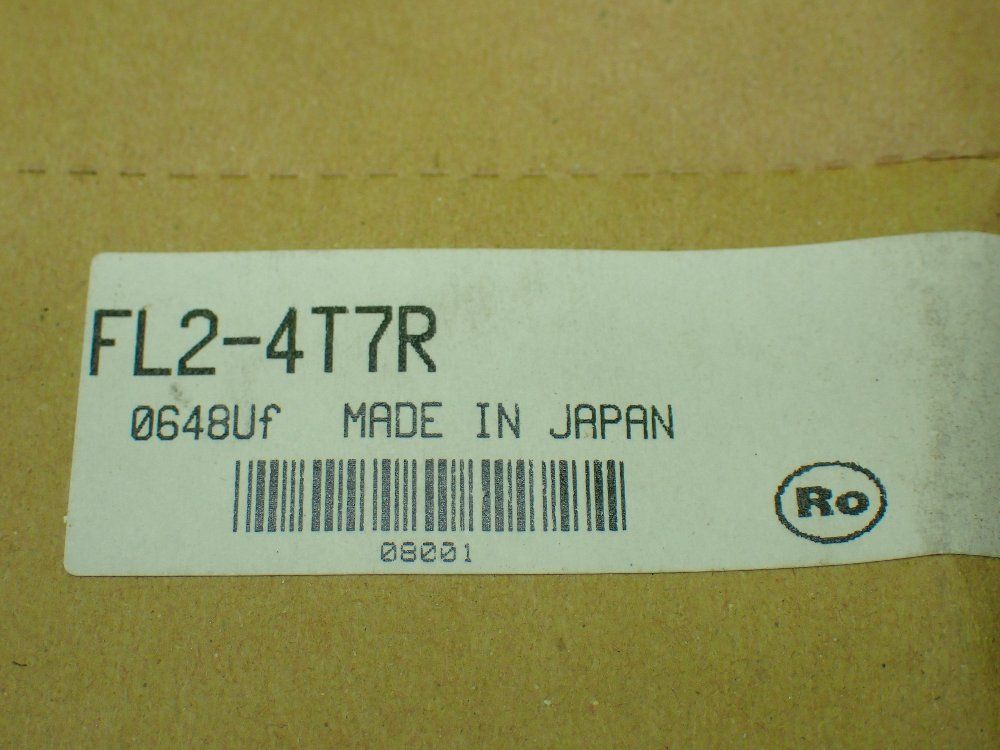 FL2-4T7R
0648Uf MADE IN JAPAN
08001
Ro